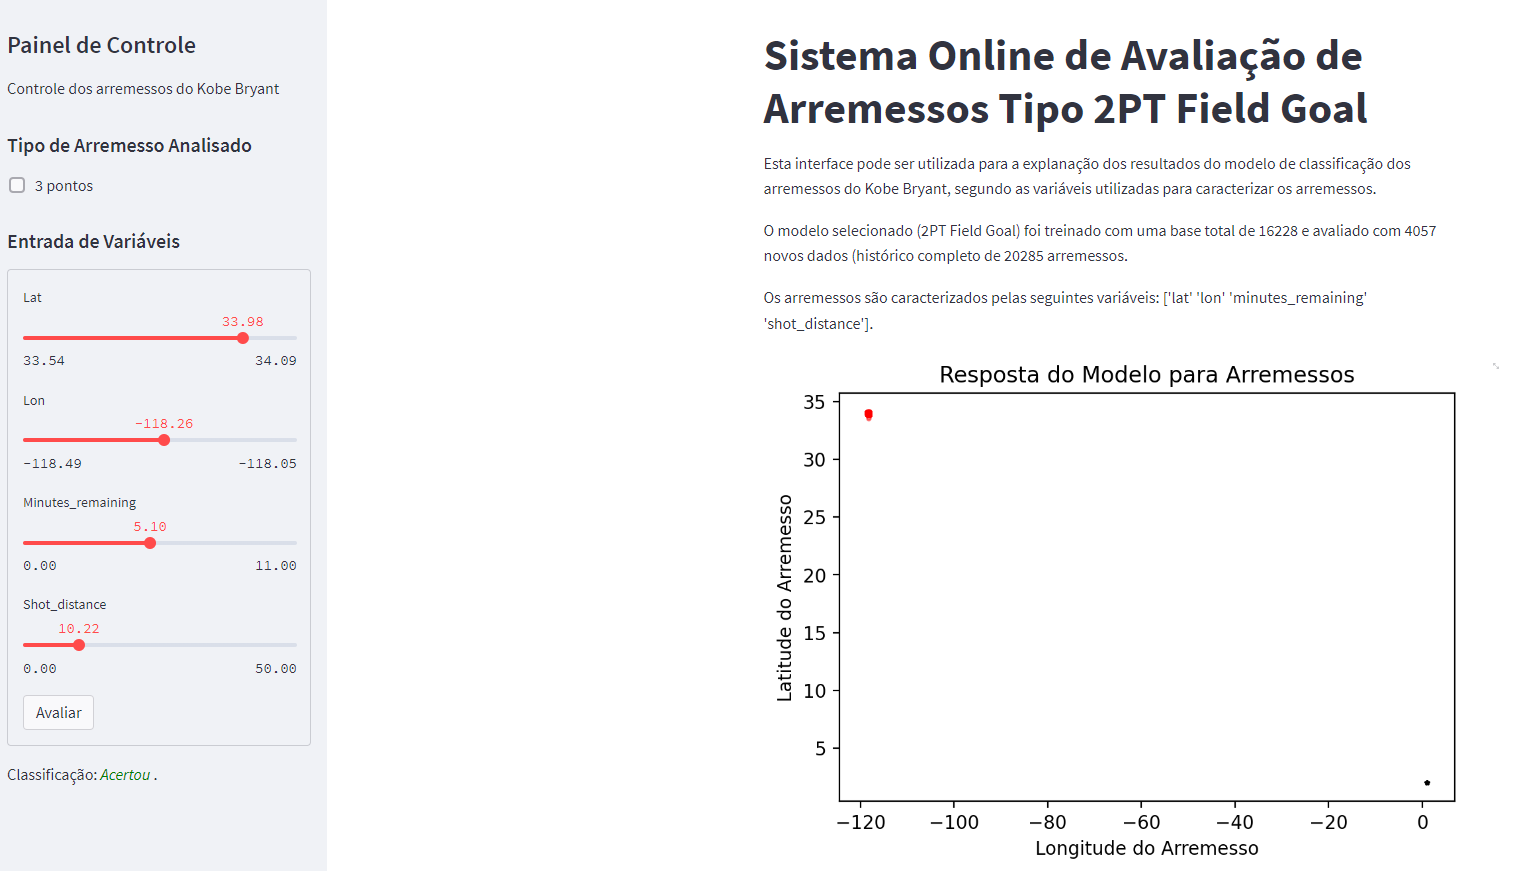 Painel de Controle
Controle dos arremessos do Kobe Bryant
Tipo de Arremesso Analisado
3 pontos
Entrada de Variáveis
Lat
33.98
33.54 34.09
Lon
-118.26
-118.49 -118.05
Minutes_remaining
5.10
0.00 11.00
Shot_distance
10.22
0.00 50.00
Avaliar
Classificação: Acertou .
Sistema Online de Avaliação de
Arremessos Tipo 2PT Field Goal
Esta interface pode ser utilizada para a explanação dos resultados do modelo de classificação dos
arremessos do Kobe Bryant, segundo as variáveis utilizadas para caracterizar os arremessos.
O modelo selecionado (2PT Field Goal) foi treinado com uma base total de 16228 e avaliado com 4057
novos dados (histórico completo de 20285 arremessos.
Os arremessos são caracterizados pelas seguintes variáveis: ['lat' 'lon' 'minutes_remaining'
'shot_distance'].
Resposta do Modelo para Arremessos
Latitude do Arremesso
35
30
25
20
15
10
5
−120 −100 −80 −60 −40 −20 0
Longitude do Arremesso